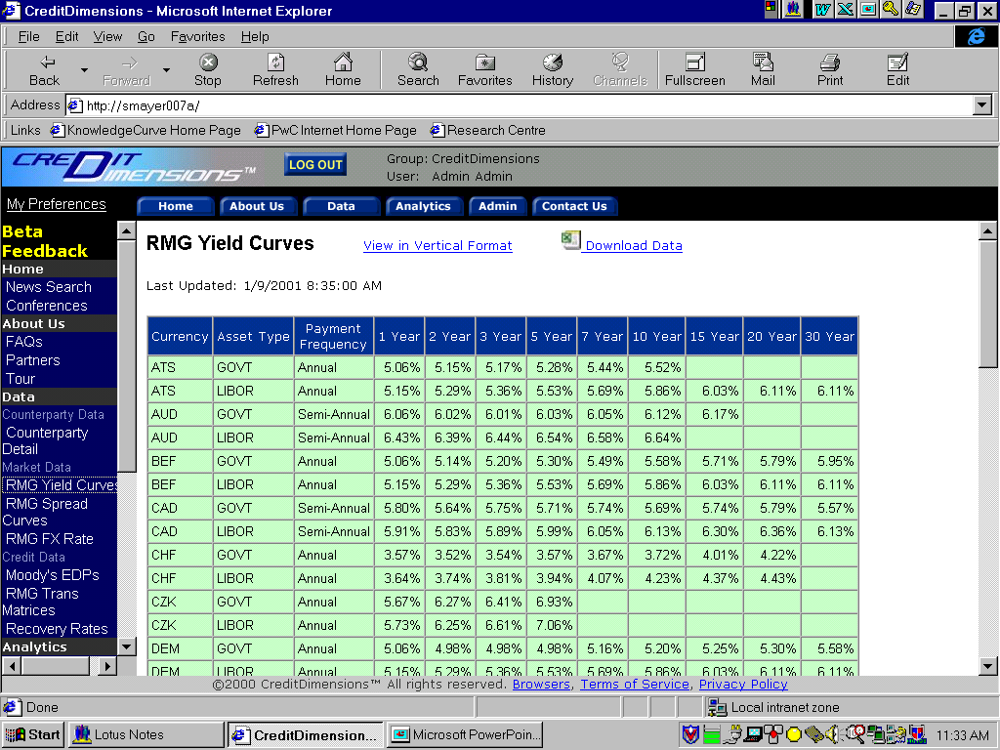 CreditDimensions - Microsoft Internet Explorer
File Edit View Go Favorites Help
Back Forward Stop Refresh Home Search Favorites History Channels Fullscreen Mail Print Edit
Address http://smayer007a/
Links KnowledgeCurve Home Page PwC Internet Home Page Research Centre
CREDIT DIMENSIONS™
LOG OUT
Group: CreditDimensions
User: Admin Admin
My Preferences
Home About Us Data Analytics Admin Contact Us
Beta
Feedback
Home
News Search
Conferences
About Us
FAQs
Partners
Tour
Data
Counterparty Data
Counterparty
Detail
Market Data
RMG Yield Curves
RMG Spread
Curves
RMG FX Rate
Credit Data
Moody's EDPs
RMG Trans
Matrices
Recovery Rates
Analytics
RMG Yield Curves View in Vertical Format Download Data
Last Updated: 1/9/2001 8:35:00 AM
Currency Asset Type Payment Frequency 1 Year 2 Year 3 Year 5 Year 7 Year 10 Year 15 Year 20 Year 30 Year
ATS GOVT Annual 5.06% 5.15% 5.17% 5.28% 5.44% 5.52%
ATS LIBOR Annual 5.15% 5.29% 5.36% 5.53% 5.69% 5.86% 6.03% 6.11% 6.11%
AUD GOVT Semi-Annual 6.06% 6.02% 6.01% 6.03% 6.05% 6.12% 6.17%
AUD LIBOR Semi-Annual 6.43% 6.39% 6.44% 6.54% 6.58% 6.64%
BEF GOVT Annual 5.06% 5.14% 5.20% 5.30% 5.49% 5.58% 5.71% 5.79% 5.95%
BEF LIBOR Annual 5.15% 5.29% 5.36% 5.53% 5.69% 5.86% 6.03% 6.11% 6.11%
CAD GOVT Semi-Annual 5.80% 5.64% 5.75% 5.71% 5.74% 5.69% 5.74% 5.79% 5.57%
CAD LIBOR Semi-Annual 5.91% 5.83% 5.89% 5.99% 6.05% 6.13% 6.30% 6.36% 6.13%
CHF GOVT Annual 3.57% 3.52% 3.54% 3.57% 3.67% 3.72% 4.01% 4.22%
CHF LIBOR Annual 3.64% 3.74% 3.81% 3.94% 4.07% 4.23% 4.37% 4.43%
CZK GOVT Annual 5.67% 6.27% 6.41% 6.93%
CZK LIBOR Annual 5.73% 6.25% 6.61% 7.06%
DEM GOVT Annual 5.06% 4.98% 4.98% 4.98% 5.16% 5.20% 5.25% 5.30% 5.58%
DEM LIBOR Annual 5.15% 5.29% 5.36% 5.53% 5.69% 5.86% 6.03% 6.11% 6.11%
©2000 CreditDimensions™ All rights reserved. Browsers, Terms of Service, Privacy Policy
Done Local intranet zone
Start Lotus Notes CreditDimension... Microsoft PowerPoin... 11:33 AM